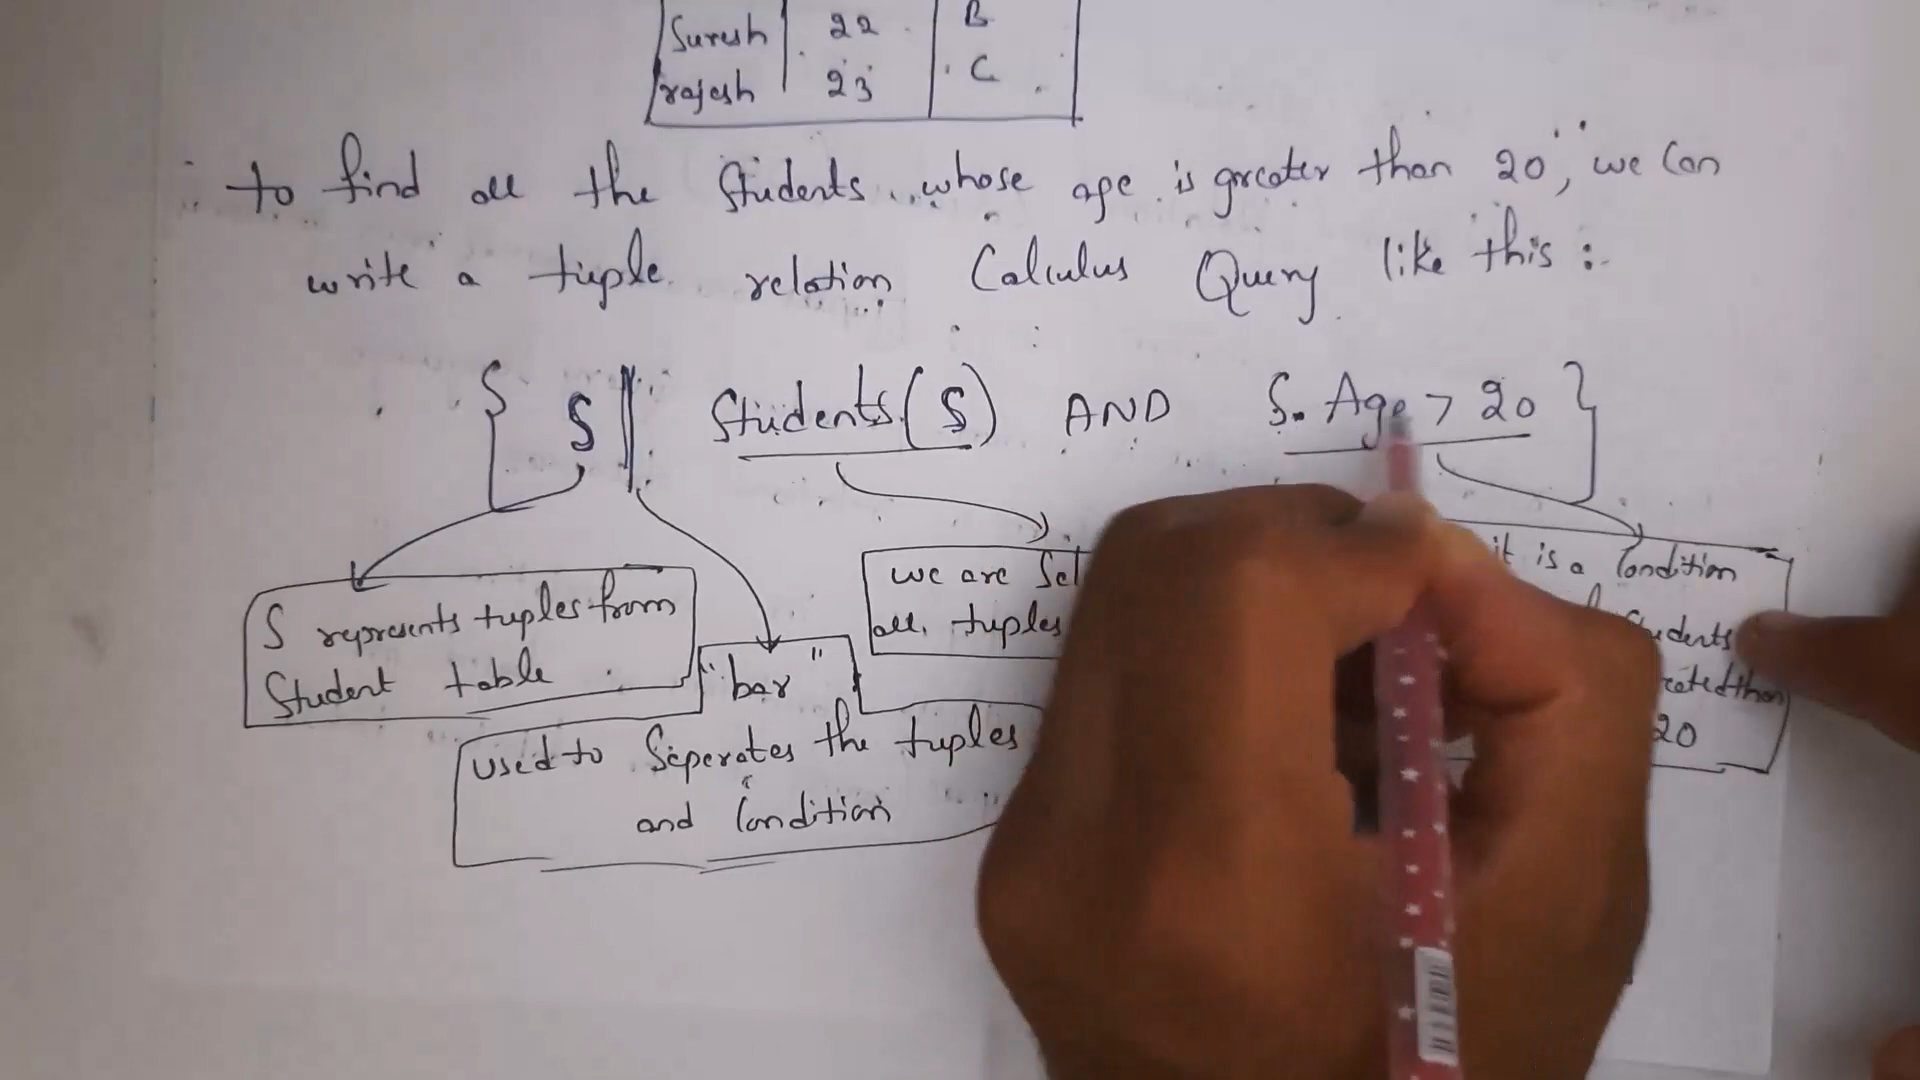 Suresh 22 B
rajesh 23 C
to find all the Students whose age is greater than 20", we Can
write a tuple relation Calculus Query like this :
{ S | Students (S) AND S. Age > 20 }
S represents tuples from
Student table
"bar"
used to Seperates the tuples
and Condition
we are
all, tuples
it is a Condition
20